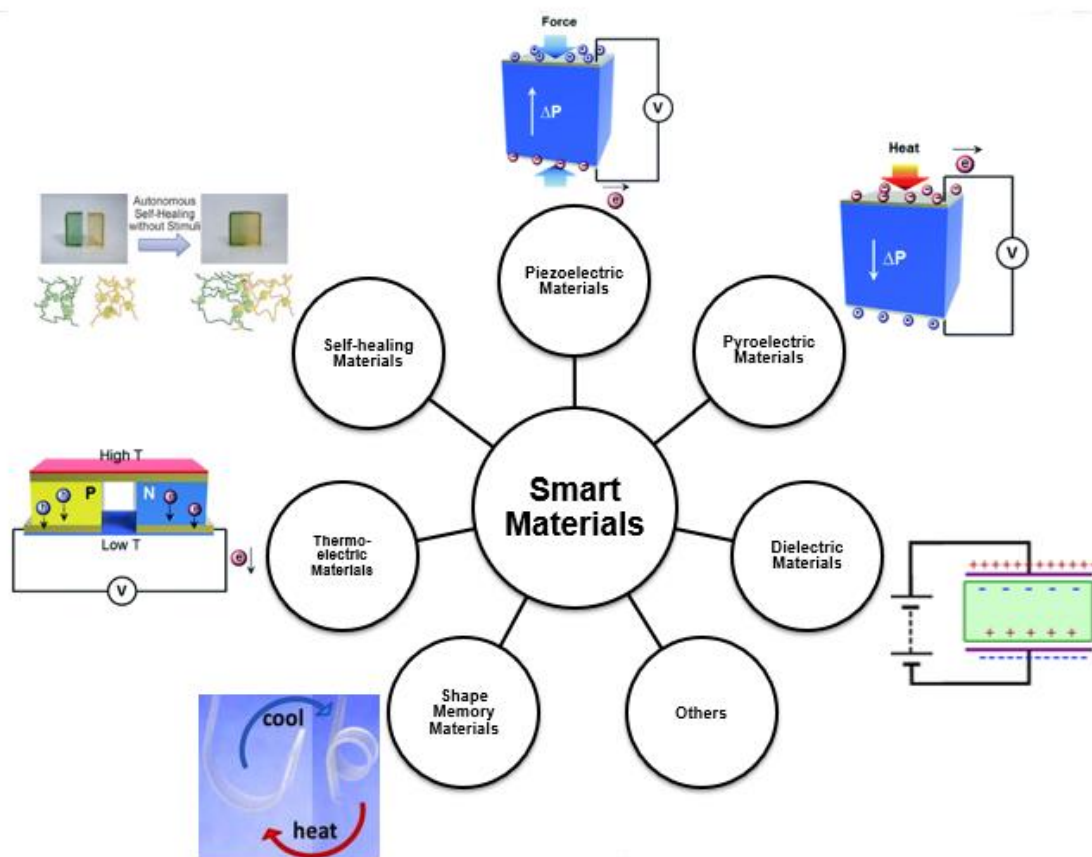 Force
ΔP
V
e
Heat
e
ΔP
V
Autonomous
Self-Healing
without Stimuli
Piezoelectric
Materials
Self-healing
Materials
Pyroelectric
Materials
Smart
Materials
High T
P
N
Low T
e
V
Thermo-
electric
Materials
Dielectric
Materials
+++++++++++
- - - - -
+ + + + +
Shape
Memory
Materials
Others
cool
heat